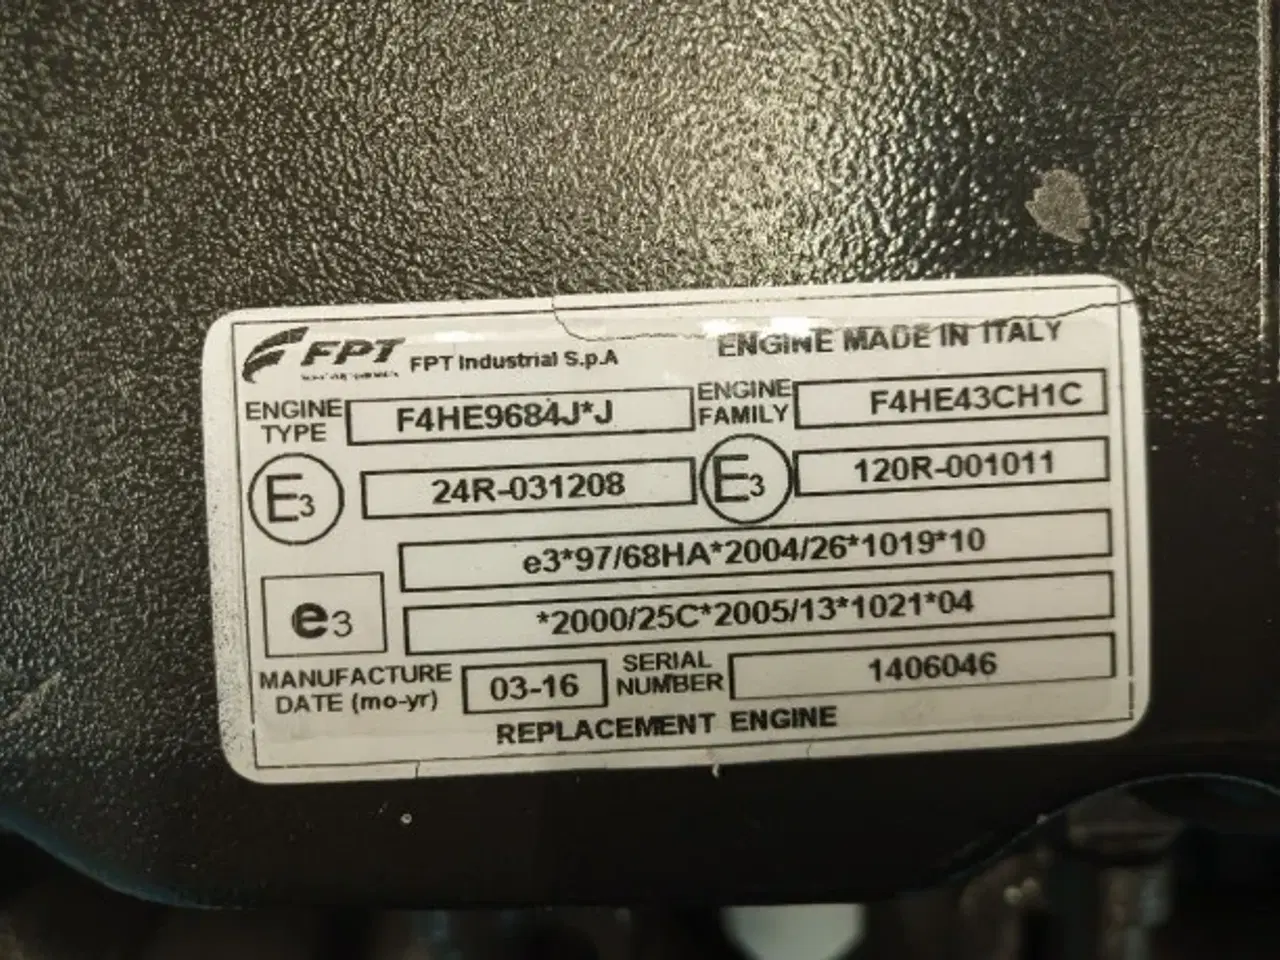 FPT FPT Industrial S.p.A ENGINE MADE IN ITALY
ENGINE TYPE F4HE9684J*J ENGINE FAMILY F4HE43CH1C
E3 24R-031208 E3 120R-001011
e3*97/68HA*2004/26*1019*10
e3 *2000/25C*2005/13*1021*04
MANUFACTURE DATE (mo-yr) 03-16 SERIAL NUMBER 1406046
REPLACEMENT ENGINE